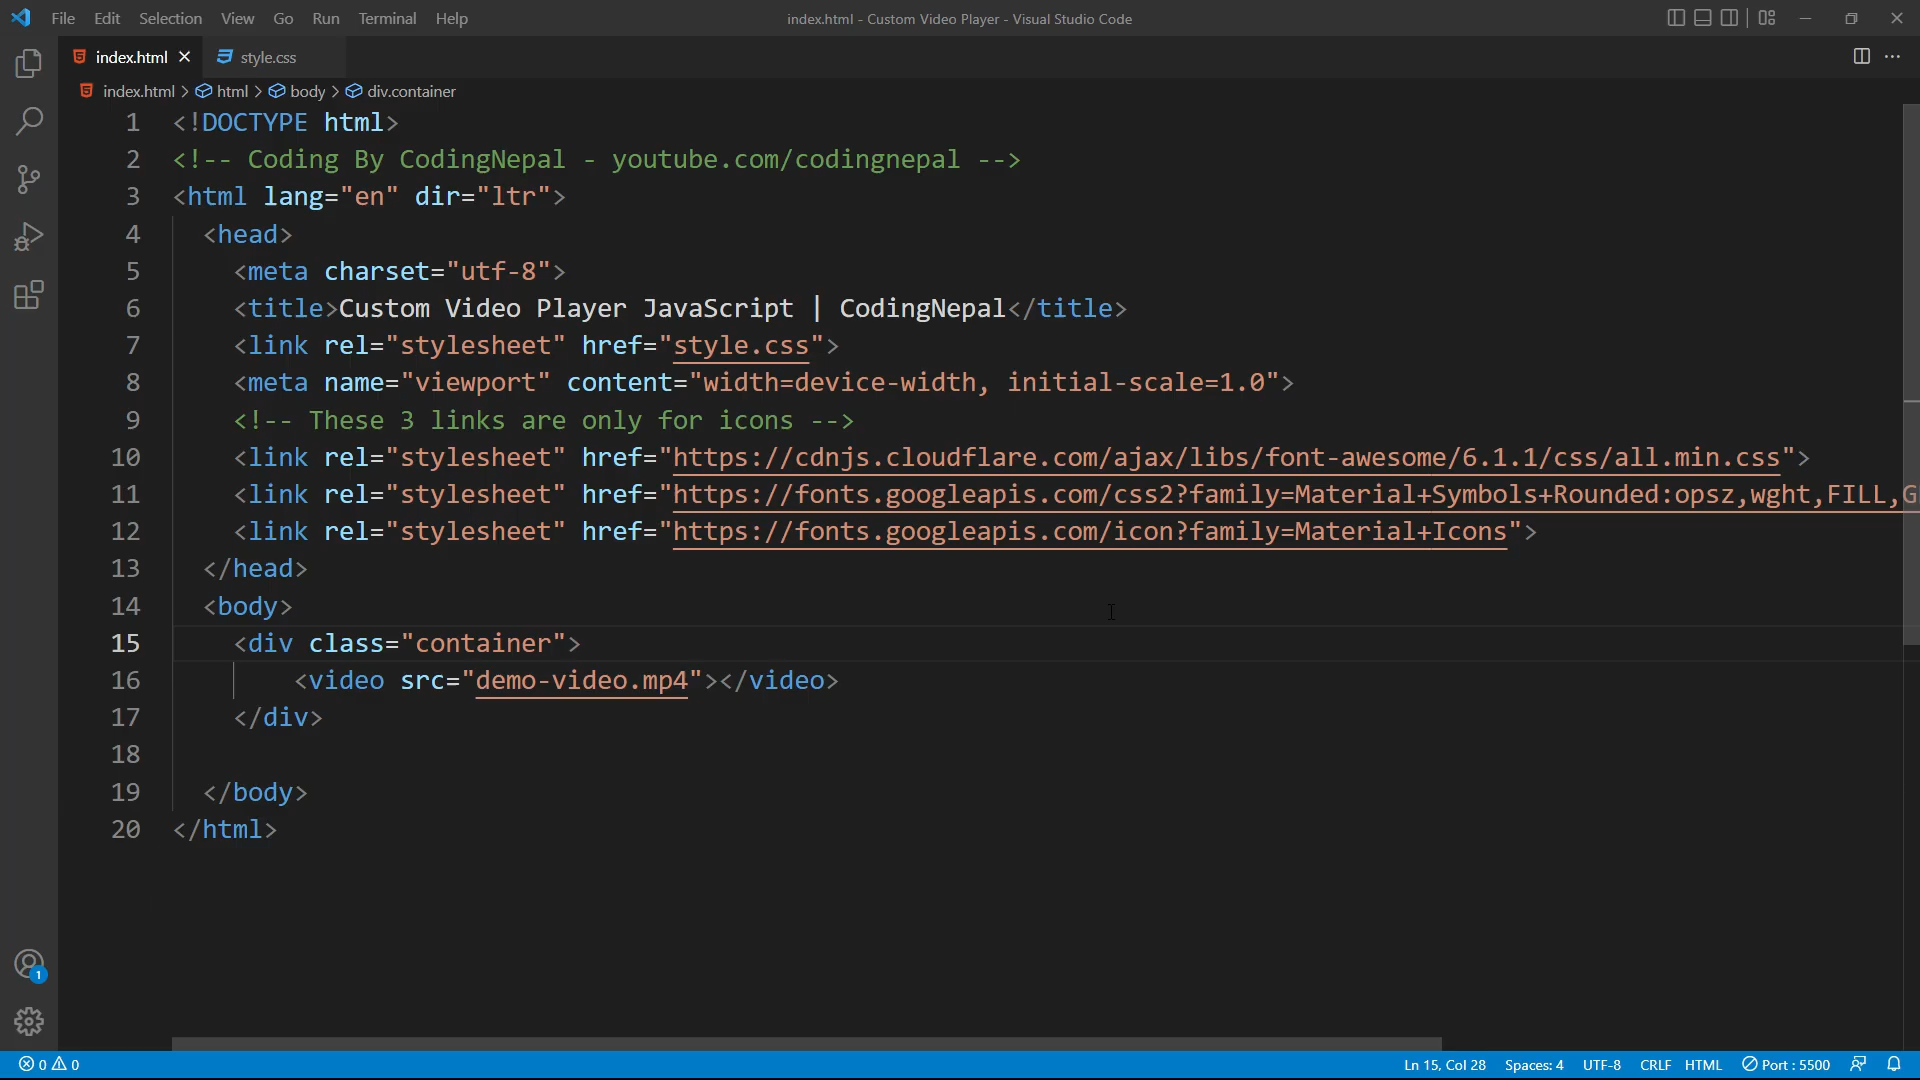 File Edit Selection View Go Run Terminal Help
index.html - Custom Video Player - Visual Studio Code
index.html style.css
index.html > html > body > div.container
1 <!DOCTYPE html>
2 <!-- Coding By CodingNepal - youtube.com/codingnepal -->
3 <html lang="en" dir="ltr">
4 <head>
5 <meta charset="utf-8">
6 <title>Custom Video Player JavaScript | CodingNepal</title>
7 <link rel="stylesheet" href="style.css">
8 <meta name="viewport" content="width=device-width, initial-scale=1.0">
9 <!-- These 3 links are only for icons -->
10 <link rel="stylesheet" href="https://cdnjs.cloudflare.com/ajax/libs/font-awesome/6.1.1/css/all.min.css">
11 <link rel="stylesheet" href="https://fonts.googleapis.com/css2?family=Material+Symbols+Rounded:opsz,wght,FILL,G
12 <link rel="stylesheet" href="https://fonts.googleapis.com/icon?family=Material+Icons">
13 </head>
14 <body>
15 <div class="container">
16 <video src="demo-video.mp4"></video>
17 </div>
18
19 </body>
20 </html>
1
0 0 Ln 15, Col 28 Spaces: 4 UTF-8 CRLF HTML Port : 5500